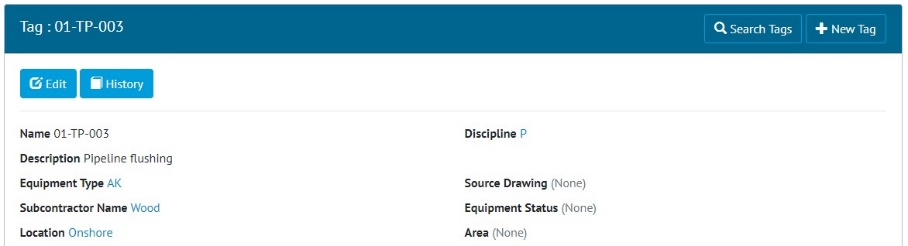 Tag : 01-TP-003
Search Tags
New Tag
Edit
History
Name 01-TP-003
Discipline P
Description Pipeline flushing
Equipment Type AK
Source Drawing (None)
Subcontractor Name Wood
Equipment Status (None)
Location Onshore
Area (None)